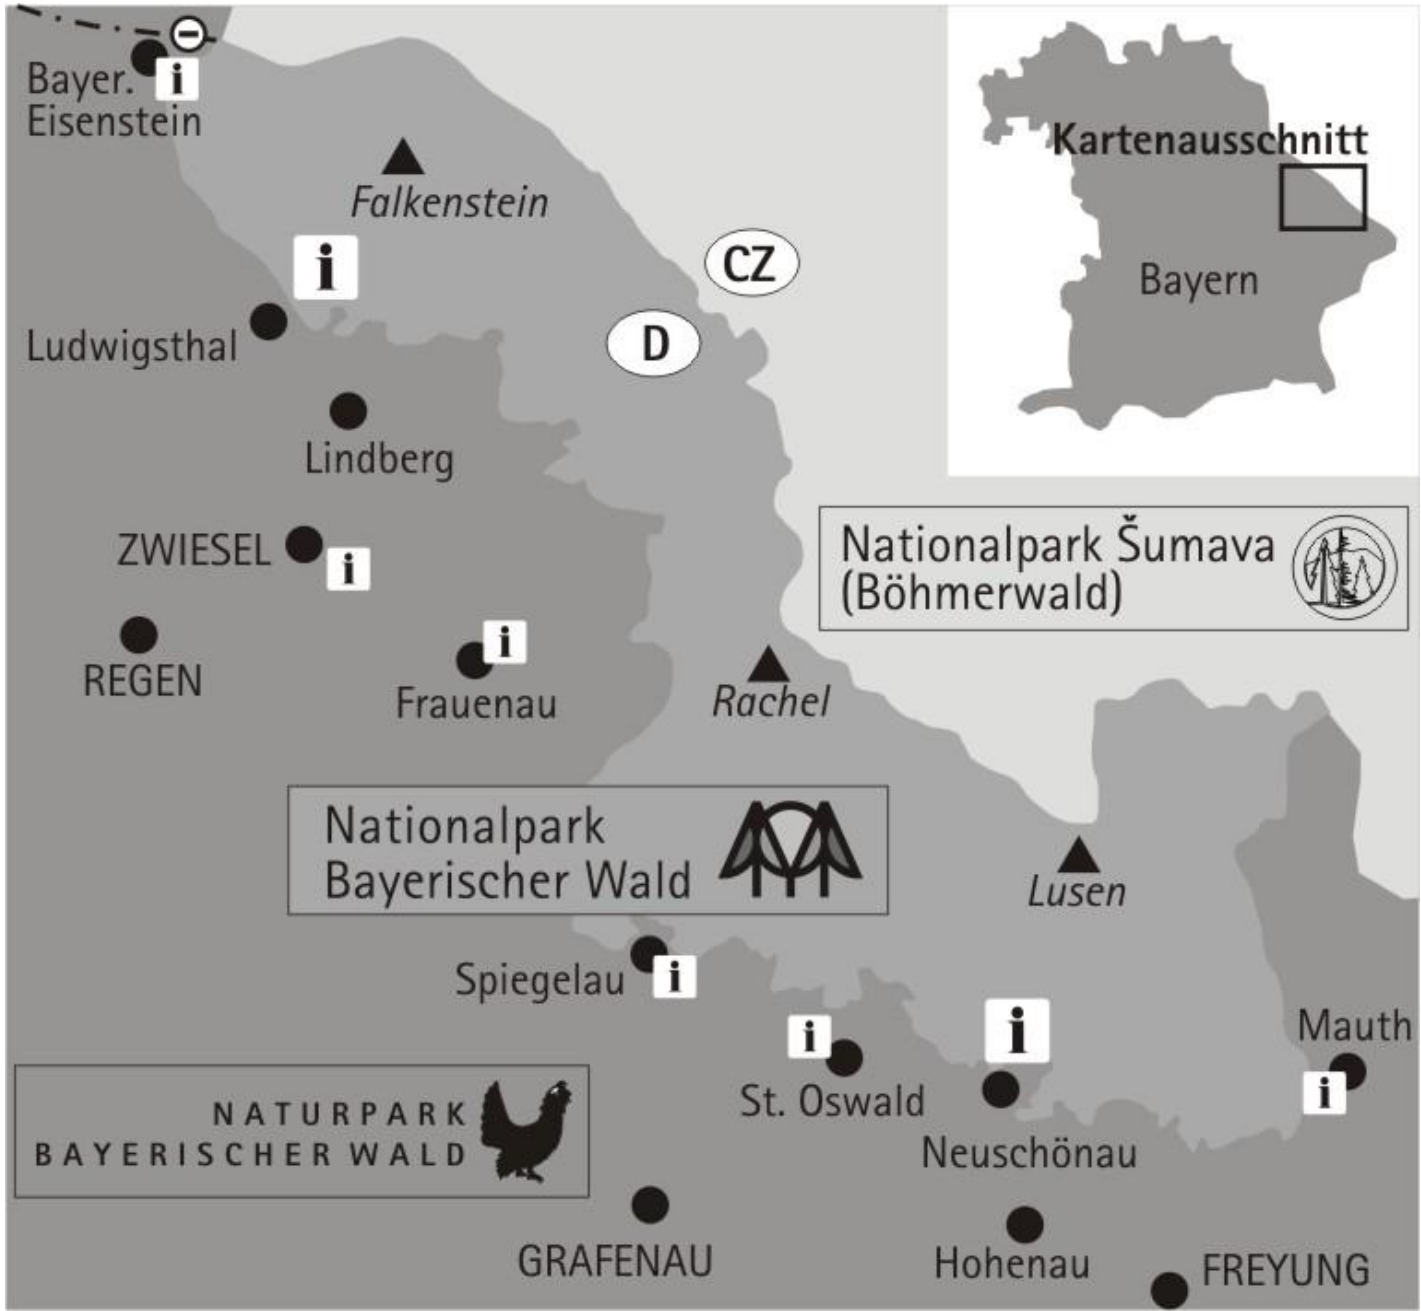 Bayer.
Eisenstein
i
Kartenausschnitt
Falkenstein
CZ
i
Bayern
D
Ludwigsthal
Lindberg
Nationalpark Šumava
(Böhmerwald)
ZWIESEL
i
REGEN
i
Frauenau
Rachel
Nationalpark
Bayerischer Wald
Lusen
Spiegelau
i
i
St. Oswald
i
Neuschönau
Mauth
i
NATURPARK
BAYERISCHER WALD
GRAFENAU
Hohenau
FREYUNG